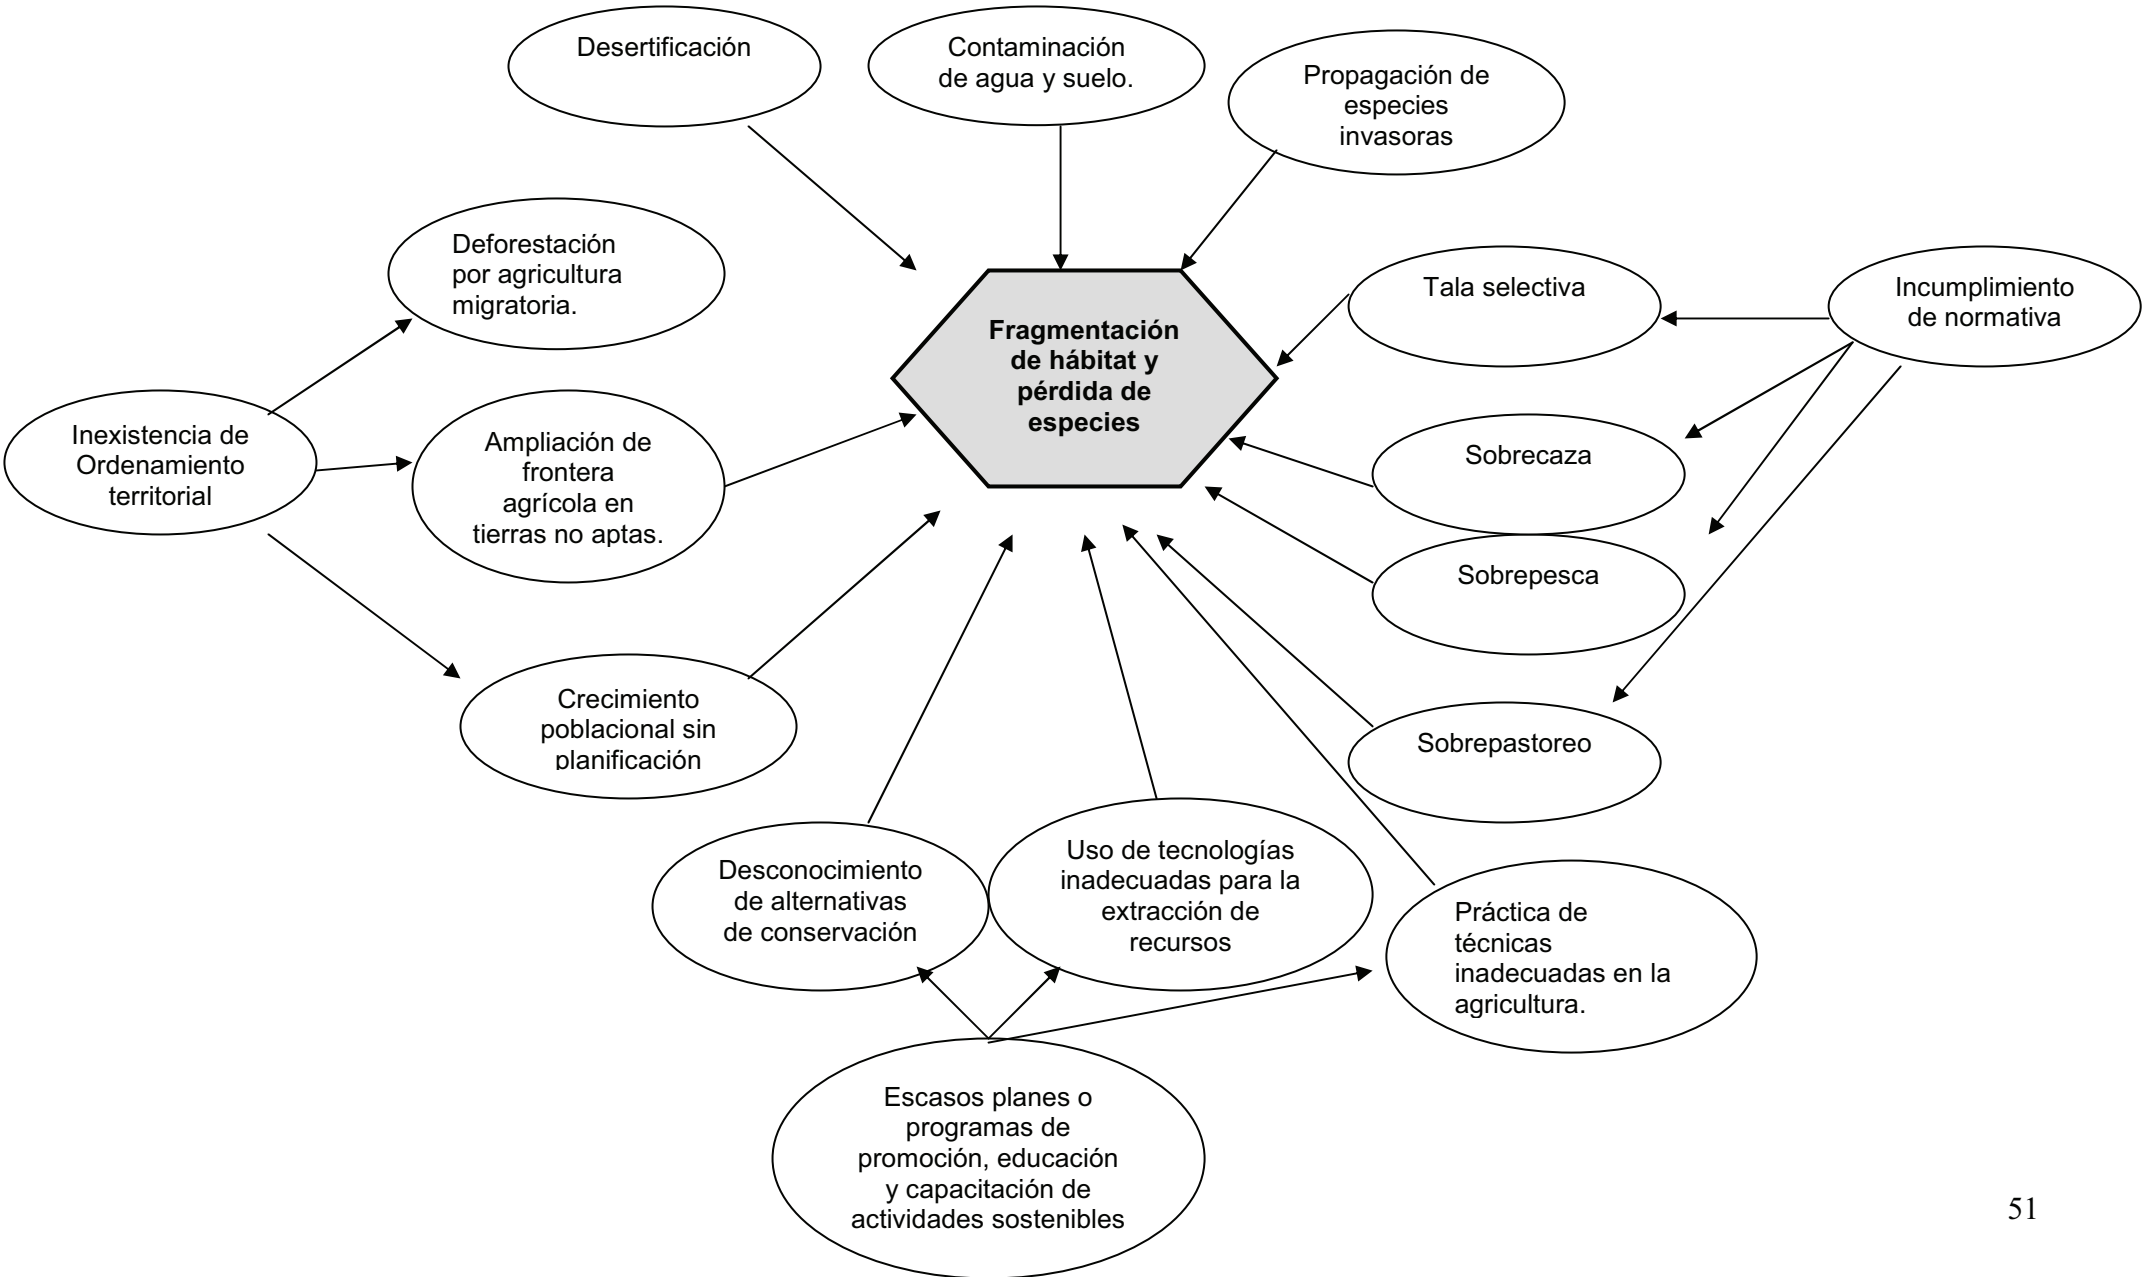 Desertificación
Contaminación
de agua y suelo.
Propagación de
especies
invasoras
Deforestación
por agricultura
migratoria.
Fragmentación
de hábitat y
pérdida de
especies
Tala selectiva
Incumplimiento
de normativa
Inexistencia de
Ordenamiento
territorial
Ampliación de
frontera
agrícola en
tierras no aptas.
Sobrecaza
Sobrepesca
Crecimiento
poblacional sin
planificación
Sobrepastoreo
Desconocimiento
de alternativas
de conservación
Uso de tecnologías
inadecuadas para la
extracción de
recursos
Práctica de
técnicas
inadecuadas en la
agricultura.
Escasos planes o
programas de
promoción, educación
y capacitación de
actividades sostenibles
51